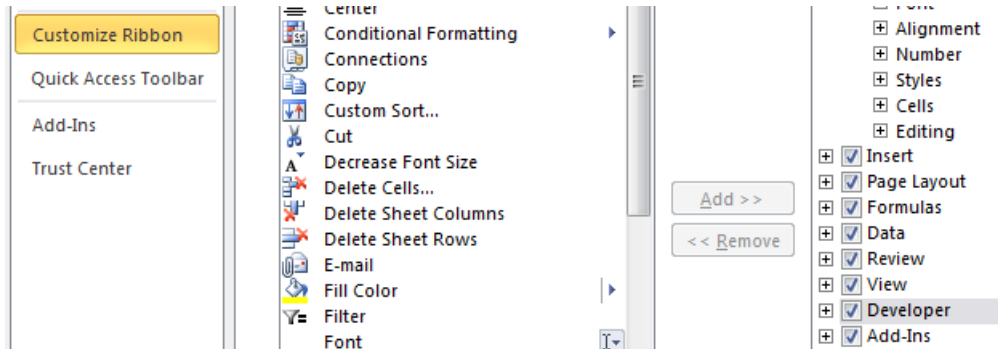 Customize Ribbon
Quick Access Toolbar
Add-Ins
Trust Center
Center
Conditional Formatting
Connections
Copy
Custom Sort...
Cut
Decrease Font Size
Delete Cells...
Delete Sheet Columns
Delete Sheet Rows
E-mail
Fill Color
Filter
Font
Add >>
<< Remove
Font
Alignment
Number
Styles
Cells
Editing
Insert
Page Layout
Formulas
Data
Review
View
Developer
Add-Ins